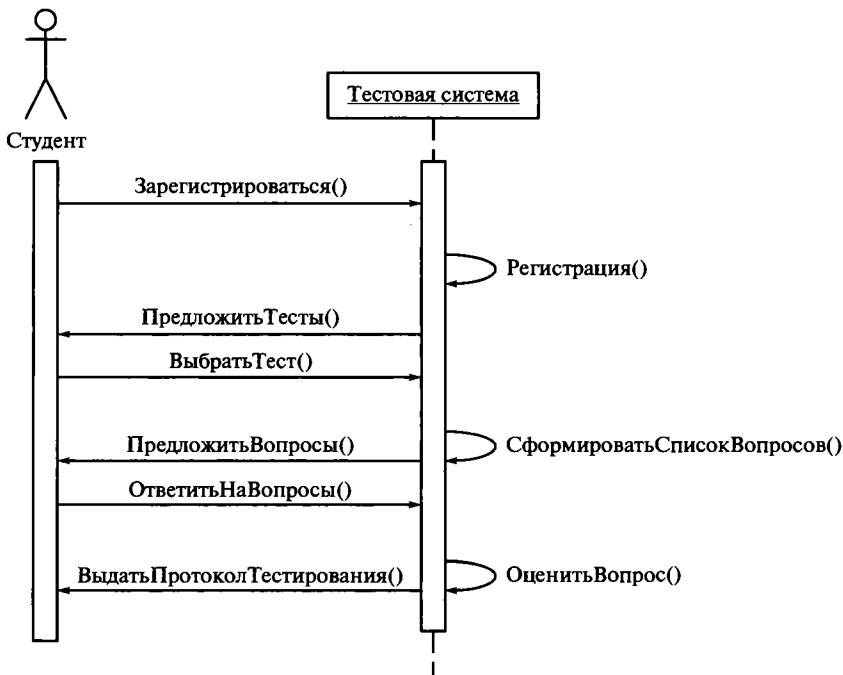 Тестовая система
Студент
Зарегистрироваться()
Регистрация()
ПредложитьТесты()
ВыбратьТест()
ПредложитьВопросы()
СформироватьСписокВопросов()
ОтветитьНаВопросы()
ВыдатьПротоколТестирования()
ОценитьВопрос()